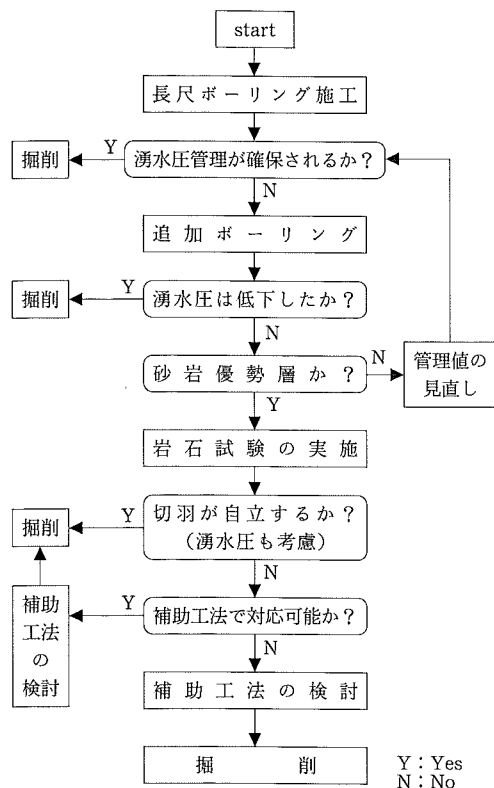 start
長尺ボーリング施工
掘削
Y
湧水圧管理が確保されるか？
N
追加ボーリング
掘削
Y
湧水圧は低下したか？
N
砂岩優勢層か？
N
管理値の
見直し
Y
岩石試験の実施
掘削
Y
切羽が自立するか？
（湧水圧も考慮）
N
補助
工法
の
検討
Y
補助工法で対応可能か？
N
補助工法の検討
掘削
Y：Yes
N：No